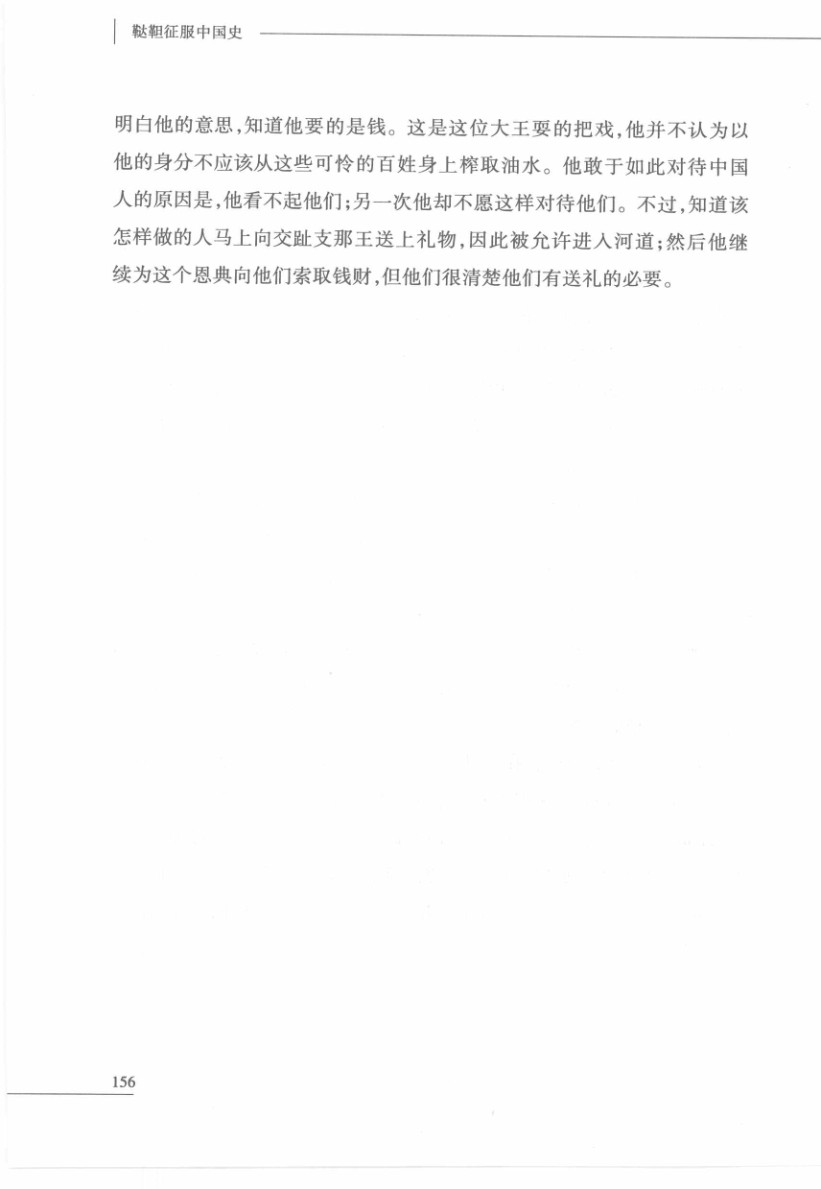 鞑靼征服中国史
明白他的意思,知道他要的是钱。这是这位大王耍的把戏,他并不认为以
他的身分不应该从这些可怜的百姓身上榨取油水。他敢于如此对待中国
人的原因是,他看不起他们;另一次他却不愿这样对待他们。不过,知道该
怎样做的人马上向交趾支那王送上礼物,因此被允许进入河道;然后他继
续为这个恩典向他们索取钱财,但他们很清楚他们有送礼的必要。
156